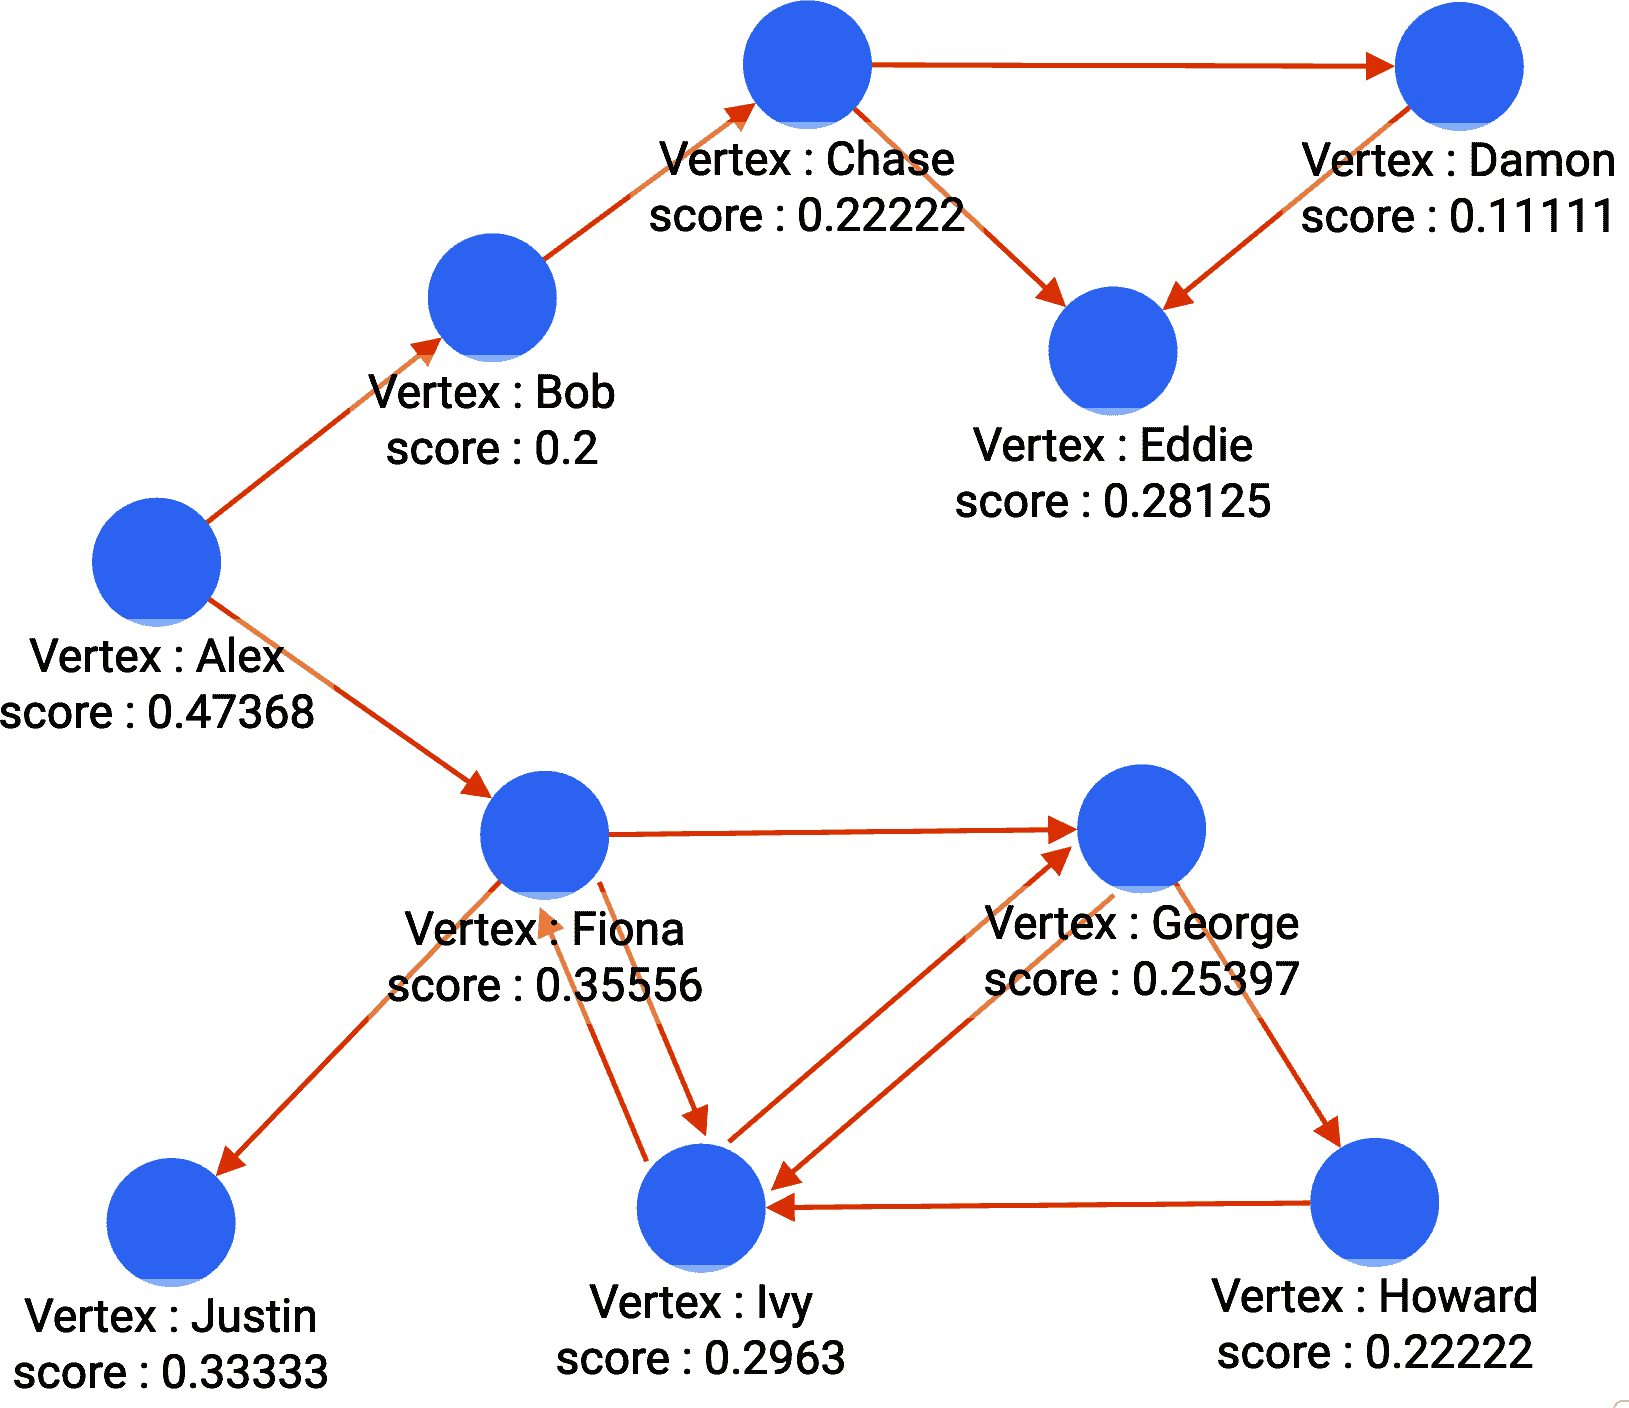 Vertex : Chase
score : 0.22222
Vertex : Damon
score : 0.11111
Vertex : Bob
score : 0.2
Vertex : Eddie
score : 0.28125
Vertex : Alex
score : 0.47368
Vertex : Fiona
score : 0.35556
Vertex : George
score : 0.25397
Vertex : Justin
score : 0.33333
Vertex : Ivy
score : 0.2963
Vertex : Howard
score : 0.22222